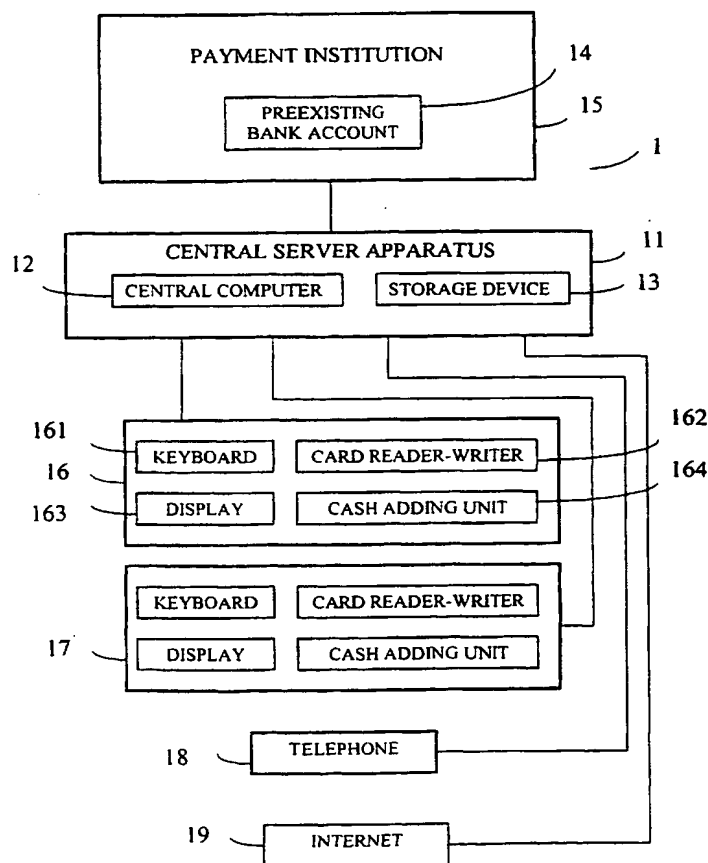 PAYMENT INSTITUTION
14
PREEXISTING
BANK ACCOUNT
15
1
CENTRAL SERVER APPARATUS
11
12
CENTRAL COMPUTER
STORAGE DEVICE
13
161
KEYBOARD
CARD READER-WRITER
162
16
163
DISPLAY
CASH ADDING UNIT
164
KEYBOARD
CARD READER-WRITER
17
DISPLAY
CASH ADDING UNIT
18
TELEPHONE
19
INTERNET